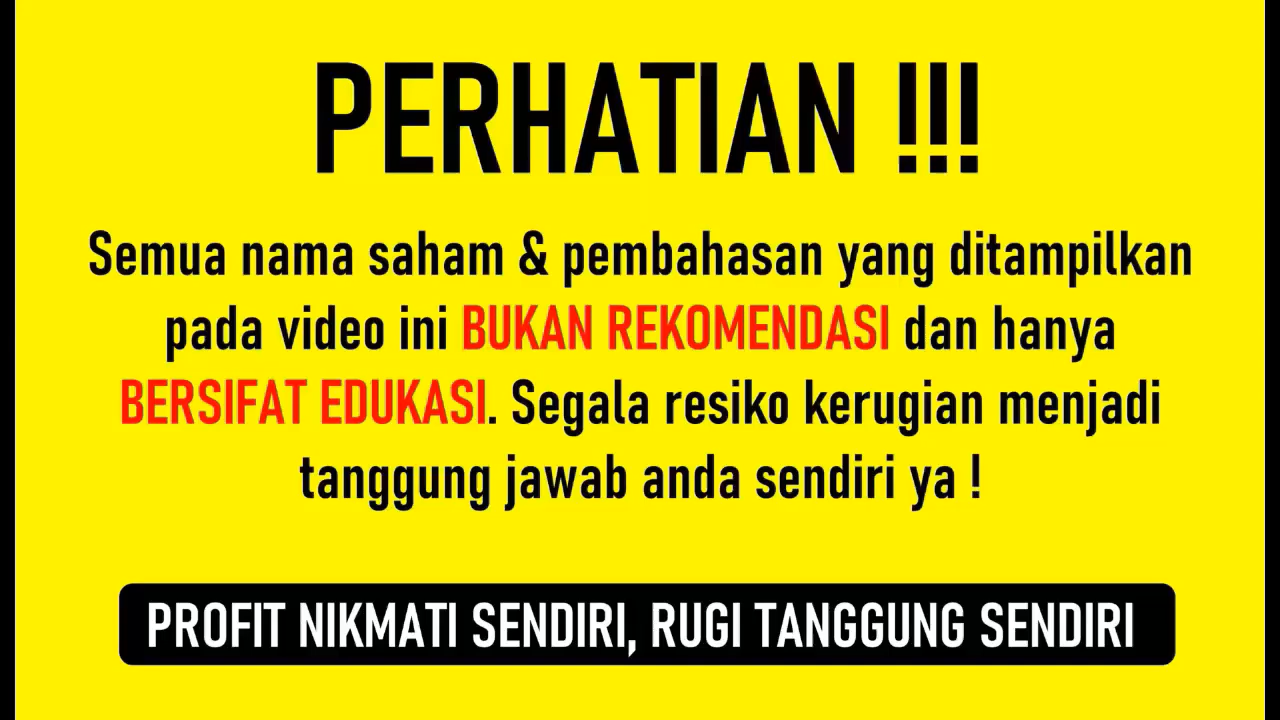 PERHATIAN !!!
Semua nama saham & pembahasan yang ditampilkan
pada video ini BUKAN REKOMENDASI dan hanya
BERSIFAT EDUKASI. Segala resiko kerugian menjadi
tanggung jawab anda sendiri ya !
PROFIT NIKMATI SENDIRI, RUGI TANGGUNG SENDIRI